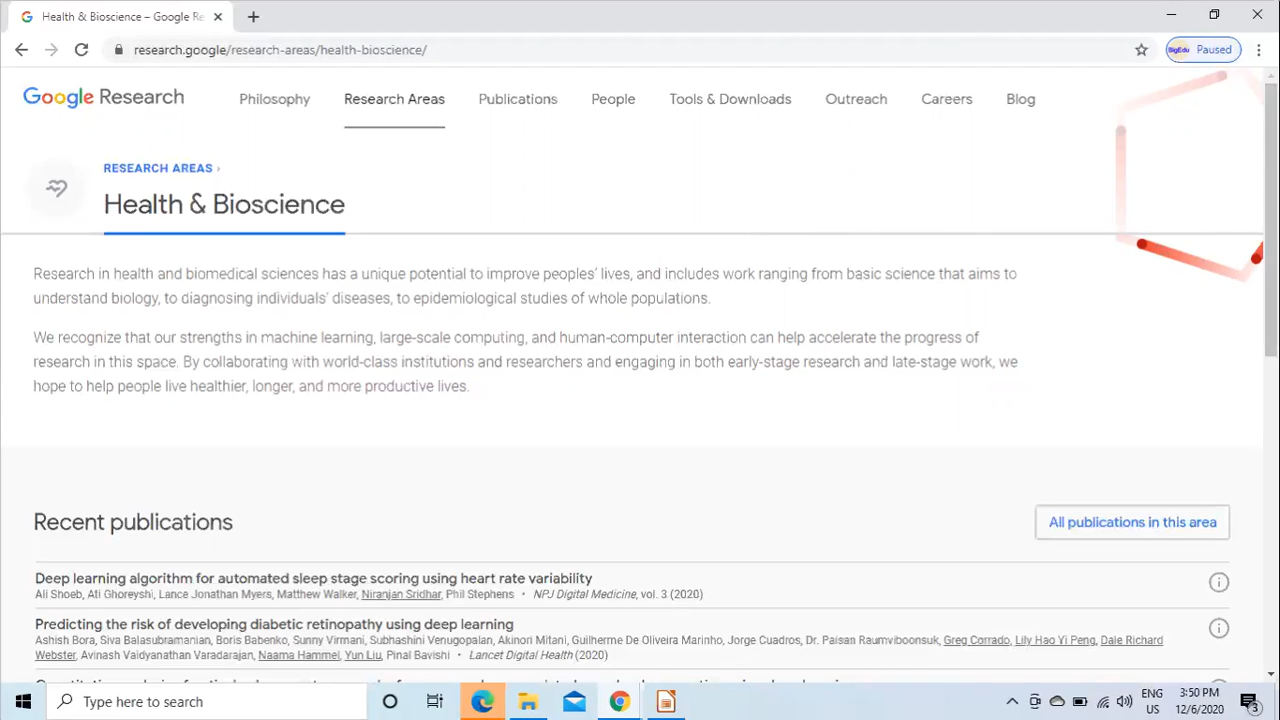 Health & Bioscience – Google Re
research.google/research-areas/health-bioscience/
BigEdu Paused
Google Research
Philosophy Research Areas Publications People Tools & Downloads Outreach Careers Blog
RESEARCH AREAS ›
Health & Bioscience
Research in health and biomedical sciences has a unique potential to improve peoples’ lives, and includes work ranging from basic science that aims to
understand biology, to diagnosing individuals’ diseases, to epidemiological studies of whole populations.
We recognize that our strengths in machine learning, large-scale computing, and human-computer interaction can help accelerate the progress of
research in this space. By collaborating with world-class institutions and researchers and engaging in both early-stage research and late-stage work, we
hope to help people live healthier, longer, and more productive lives.
Recent publications
All publications in this area
Deep learning algorithm for automated sleep stage scoring using heart rate variability
Ali Shoeb, Ati Ghoreyshi, Lance Jonathan Myers, Matthew Walker, Niranjan Sridhar, Phil Stephens • NPJ Digital Medicine, vol. 3 (2020)
Predicting the risk of developing diabetic retinopathy using deep learning
Ashish Bora, Siva Balasubramanian, Boris Babenko, Sunny Virmani, Subhashini Venugopalan, Akinori Mitani, Guilherme De Oliveira Marinho, Jorge Cuadros, Dr. Paisan Raumviboonsuk, Greg Corrado, Lily Hao Yi Peng, Dale Richard
Webster, Avinash Vaidyanathan Varadarajan, Naama Hammel, Yun Liu, Pinal Bavishi • Lancet Digital Health (2020)
Type here to search
ENG
US
3:50 PM
12/6/2020
3